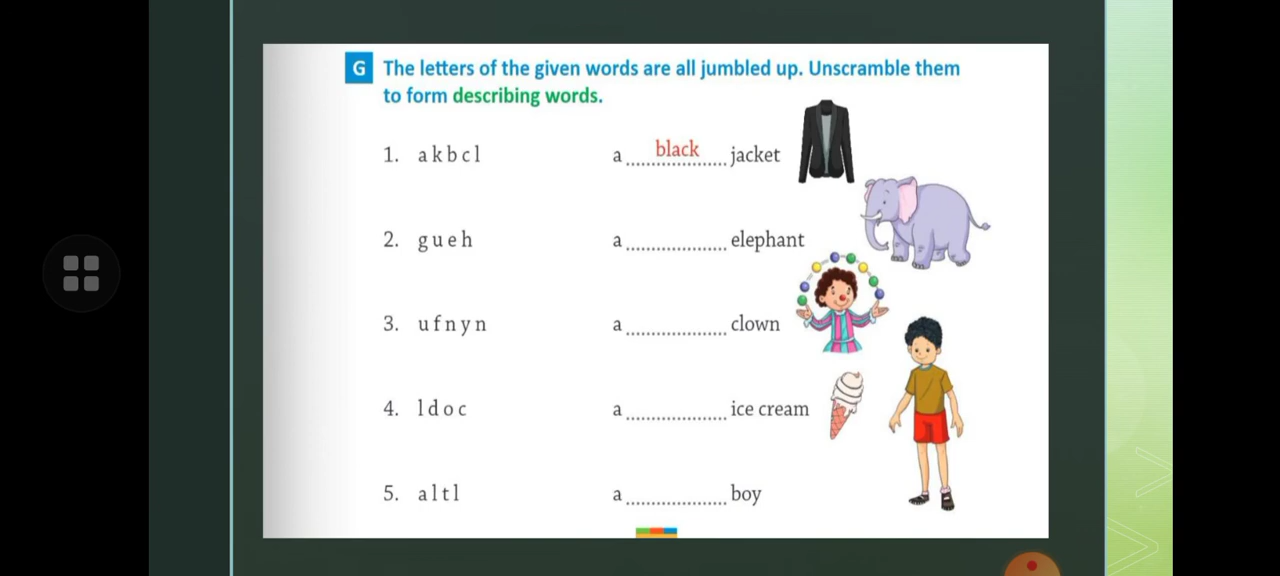 G The letters of the given words are all jumbled up. Unscramble them
to form describing words.
1. a k b c l a black jacket
2. g u e h a .................. elephant
3. u f n y n a .................. clown
4. l d o c a .................. ice cream
5. a l t l a .................. boy